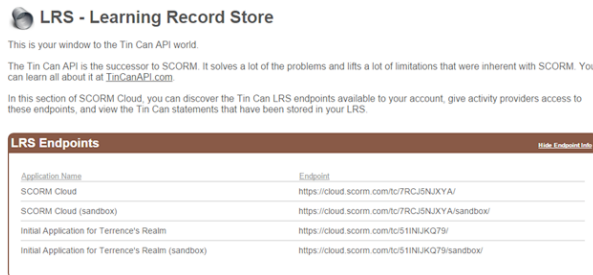 LRS - Learning Record Store
This is your window to the Tin Can API world.
The Tin Can API is the successor to SCORM. It solves a lot of the problems and lifts a lot of limitations that were inherent with SCORM. You
can learn all about it at TinCanAPI.com
In this section of SCORM Cloud, you can discover the Tin Can LRS endpoints available to your account, give activity providers access to
these endpoints, and view the Tin Can statements that have been stored in your LRS.
LRS Endpoints Hide Endpoint Info
Application Name Endpoint
SCORM Cloud https://cloud.scorm.com/tc/7RCJ5NJXYA/
SCORM Cloud (sandbox) https://cloud.scorm.com/tc/7RCJ5NJXYA/sandbox/
Initial Application for Terrence's Realm https://cloud.scorm.com/tc/51INIJKQ79/
Initial Application for Terrence's Realm (sandbox) https://cloud.scorm.com/tc/51INIJKQ79/sandbox/